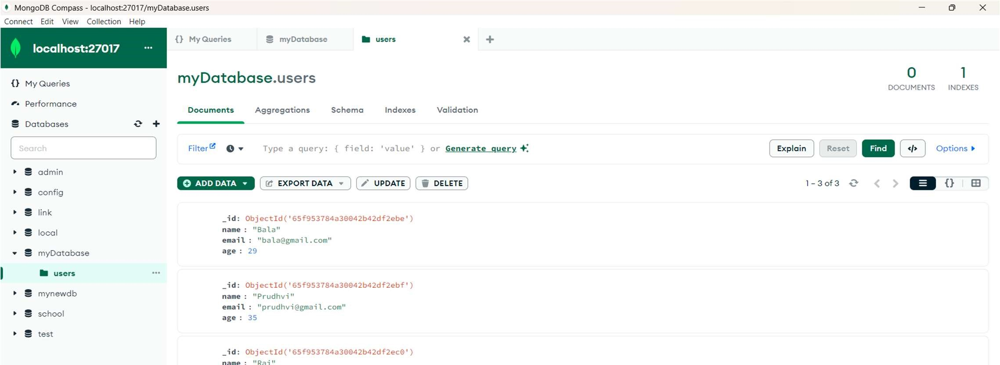 MongoDB Compass - localhost:27017/myDatabase.users
Connect Edit View Collection Help
localhost:27017 ...
{} My Queries
myDatabase
users
myDatabase.users
0
DOCUMENTS
1
INDEXES
{} My Queries
Performance
Databases
Search
admin
config
link
local
myDatabase
users ...
mynewdb
school
test
Documents Aggregations Schema Indexes Validation
Filter Type a query: { field: 'value' } or Generate query Explain Reset Find </> Options
ADD DATA EXPORT DATA UPDATE DELETE 1 – 3 of 3 {}
_id: ObjectId('65f953784a30042b42df2ebe')
name : "Bala"
email : "bala@gmail.com"
age : 29
_id: ObjectId('65f953784a30042b42df2ebf')
name : "Prudhvi"
email : "prudhvi@gmail.com"
age : 35
_id: ObjectId('65f953784a30042b42df2ec0')
name : "Raj"